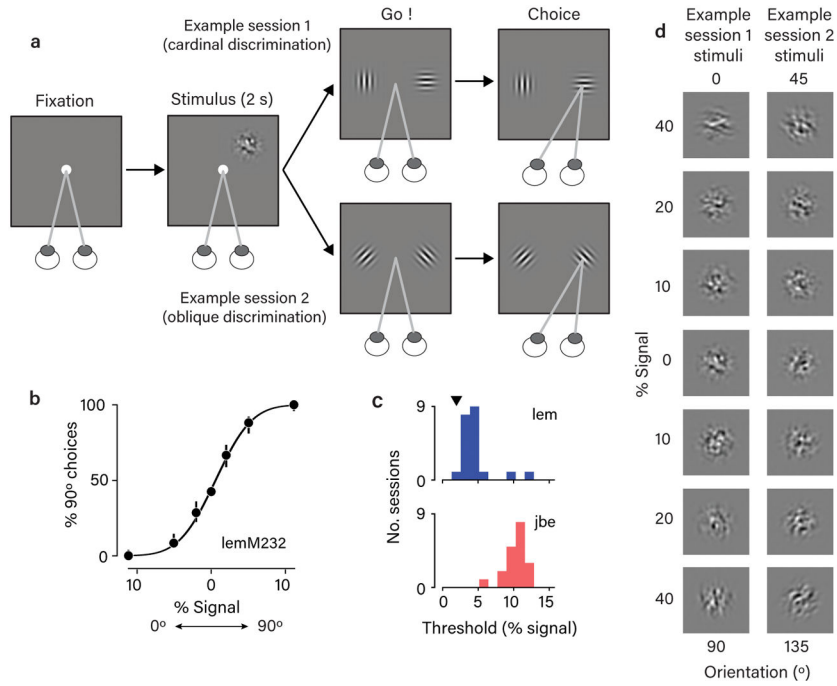 a
Example session 1
(cardinal discrimination)
Go !
Choice
Fixation
Stimulus (2 s)
Example session 2
(oblique discrimination)
b
100
50
0
% 90º choices
lemM232
10
0
10
% Signal
0º
90º
c
9
0
lem
9
0
jbe
No. sessions
0
5
10
15
Threshold (% signal)
d
Example
session 1
stimuli
0
Example
session 2
stimuli
45
40
20
10
0
10
20
40
% Signal
90
135
Orientation (º)